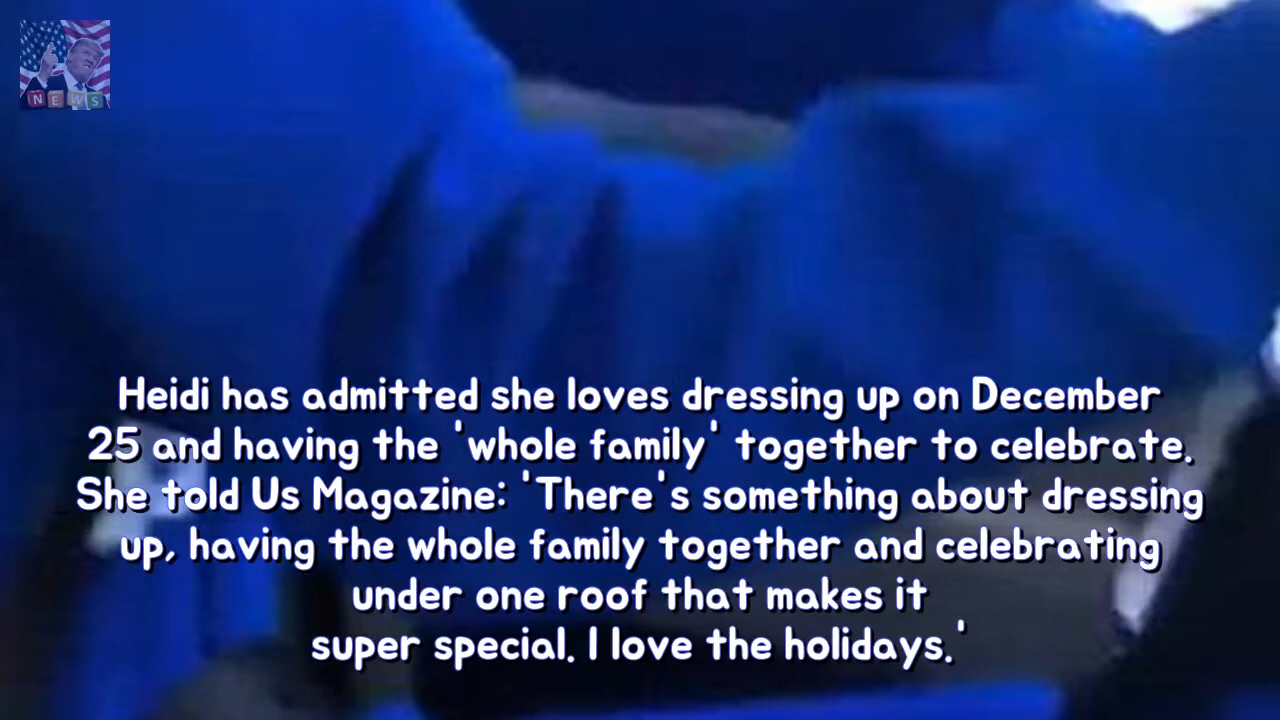 NEWS
Heidi has admitted she loves dressing up on December
25 and having the 'whole family' together to celebrate.
She told Us Magazine: 'There's something about dressing
up, having the whole family together and celebrating
under one roof that makes it
super special. I love the holidays.'